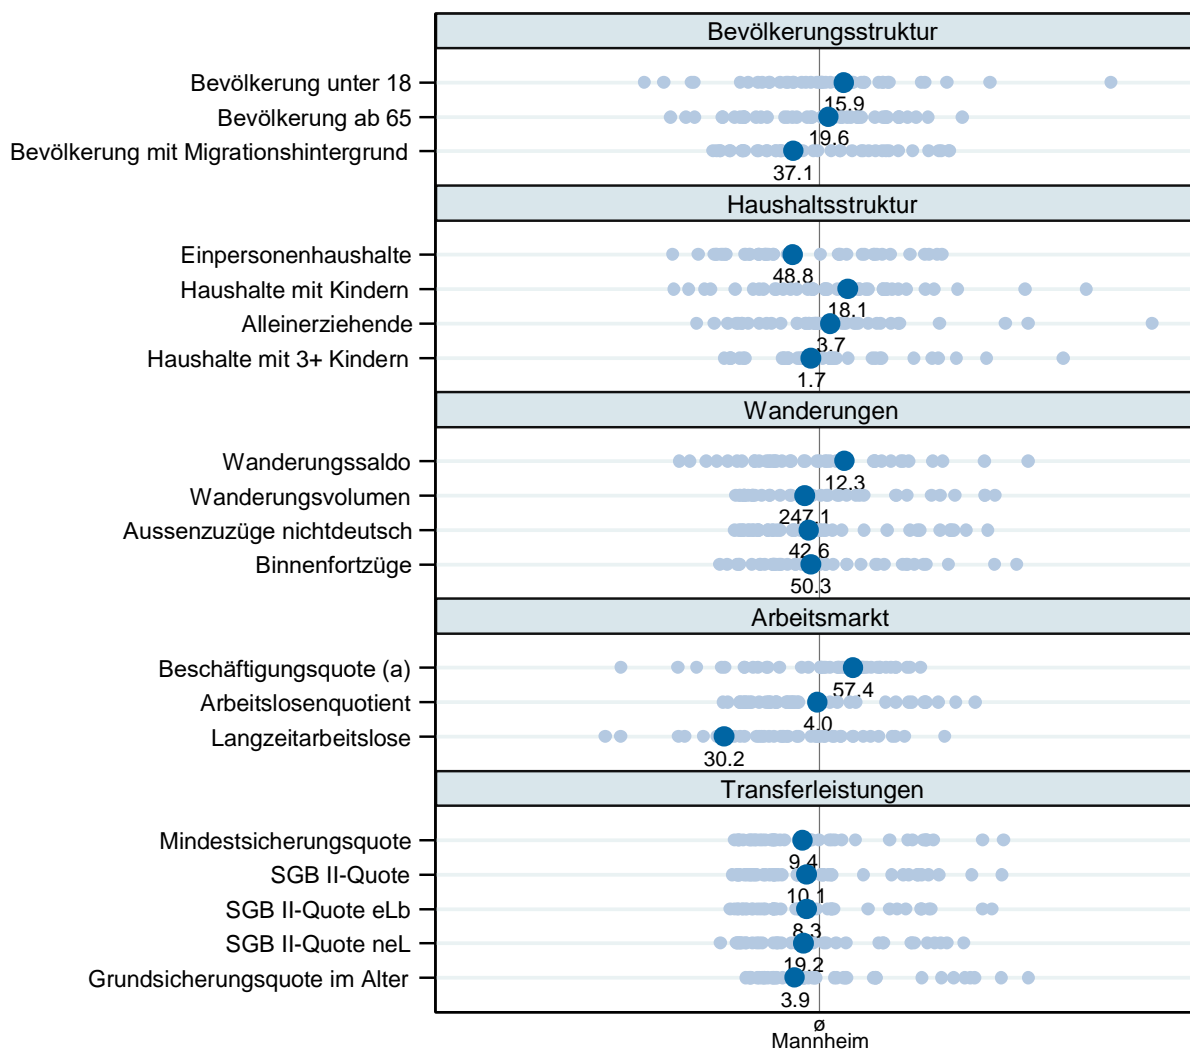 Bevölkerungsstruktur
Bevölkerung unter 18
15.9
Bevölkerung ab 65
19.6
Bevölkerung mit Migrationshintergrund
37.1
Haushaltsstruktur
Einpersonenhaushalte
48.8
Haushalte mit Kindern
18.1
Alleinerziehende
3.7
Haushalte mit 3+ Kindern
1.7
Wanderungen
Wanderungssaldo
12.3
Wanderungsvolumen
247.1
Aussenzuzüge nichtdeutsch
42.6
Binnenfortzüge
50.3
Arbeitsmarkt
Beschäftigungsquote (a)
57.4
Arbeitslosenquotient
4.0
Langzeitarbeitslose
30.2
Transferleistungen
Mindestsicherungsquote
9.4
SGB II-Quote
10.1
SGB II-Quote eLb
8.3
SGB II-Quote neL
19.2
Grundsicherungsquote im Alter
3.9
ø
Mannheim